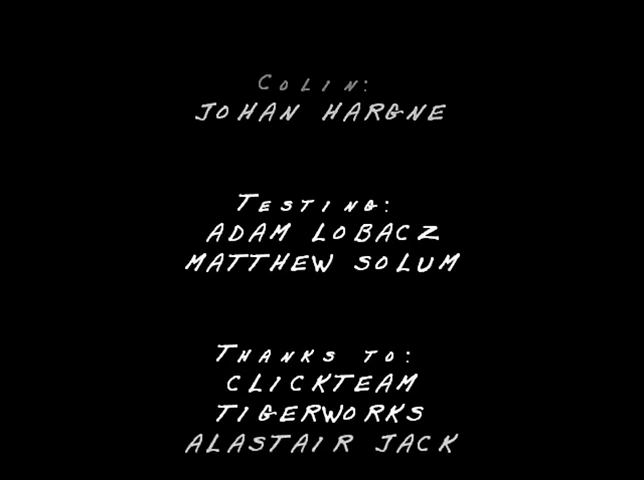 Colin:
JOHAN HARGNE
Testing:
ADAM LOBACZ
MATTHEW SOLUM
Thanks to:
CLICKTEAM
TIGERWORKS
ALASTAIR JACK